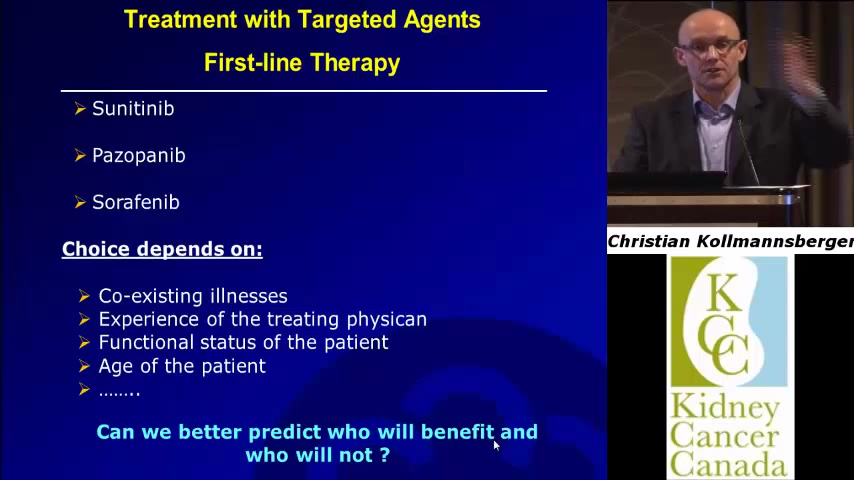 Treatment with Targeted Agents
First-line Therapy
Sunitinib
Pazopanib
Sorafenib
Choice depends on:
Co-existing illnesses
Experience of the treating physican
Functional status of the patient
Age of the patient
……..
Can we better predict who will benefit and
who will not ?
Christian Kollmannsberger
KCC
Kidney
Cancer
Canada